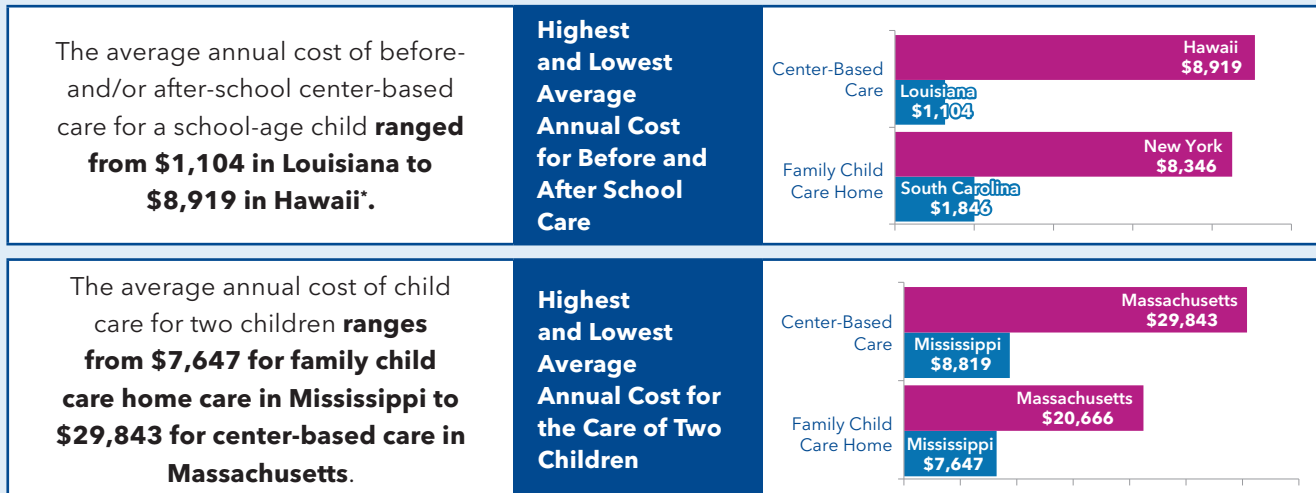 The average annual cost of before-
and/or after-school center-based
care for a school-age child ranged
from $1,104 in Louisiana to
$8,919 in Hawaii*.
Highest
and Lowest
Average
Annual Cost
for Before and
After School
Care
Center-Based
Care
Hawaii
$8,919
Louisiana
$1,104
Family Child
Care Home
New York
$8,346
South Carolina
$1,846
The average annual cost of child
care for two children ranges
from $7,647 for family child
care home care in Mississippi to
$29,843 for center-based care in
Massachusetts.
Highest
and Lowest
Average
Annual Cost for
the Care of Two
Children
Center-Based
Care
Massachusetts
$29,843
Mississippi
$8,819
Family Child
Care Home
Massachusetts
$20,666
Mississippi
$7,647